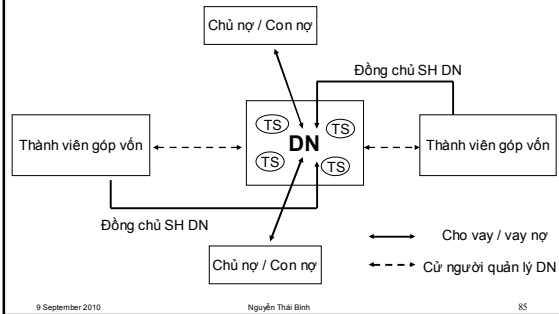 Chủ nợ / Con nợ
Đồng chủ SH DN
Thành viên góp vốn
TS
TS
DN
TS
TS
Thành viên góp vốn
Đồng chủ SH DN
Chủ nợ / Con nợ
Cho vay / vay nợ
Cử người quản lý DN
9 September 2010
Nguyễn Thái Bình
85